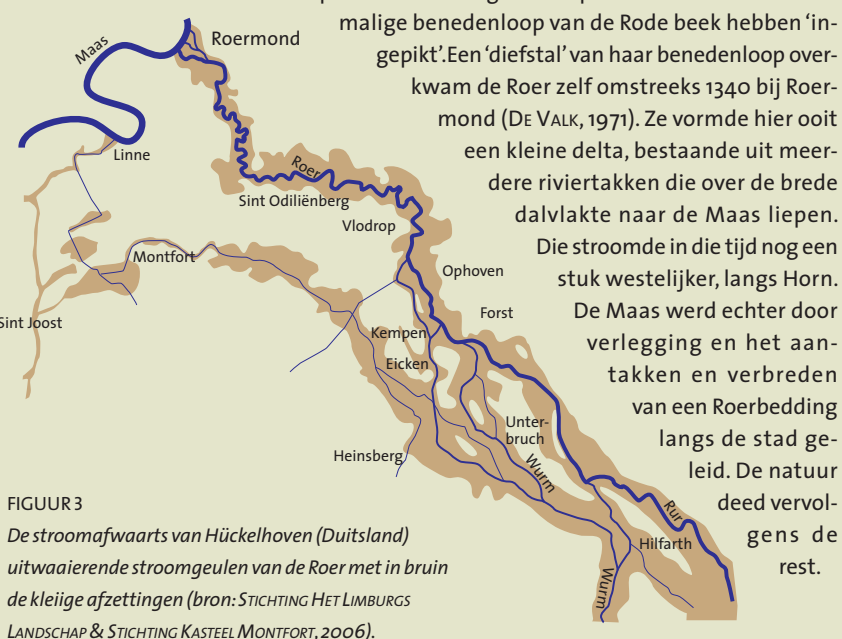 malige benedenloop van de Rode beek hebben ‘in-
gepikt’.Een ‘diefstal’ van haar benedenloop over-
kwam de Roer zelf omstreeks 1340 bij Roer-
mond (DE VALK, 1971). Ze vormde hier ooit
een kleine delta, bestaande uit meer-
dere riviertakken die over de brede
dalvlakte naar de Maas liepen.
Die stroomde in die tijd nog een
stuk westelijker, langs Horn.
De Maas werd echter door
verlegging en het aan-
takken en verbreden
van een Roerbedding
langs de stad ge-
leid. De natuur
deed vervol-
gens de
rest.
Maas
Roermond
Linne
Roer
Sint Odiliënberg
Vlodrop
Montfort
Ophoven
Sint Joost
Forst
Kempen
Eicken
Unter-
bruch
Heinsberg
Wurm
Rur
Hilfarth
Wurm
FIGUUR 3
De stroomafwaarts van Hückelhoven (Duitsland)
uitwaaierende stroomgeulen van de Roer met in bruin
de kleiige afzettingen (bron: STICHTING HET LIMBURGS
LANDSCHAP & STICHTING KASTEEL MONTFORT, 2006).